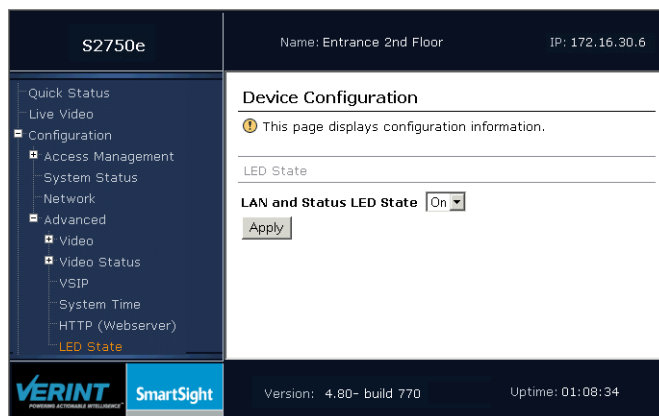 S2750e
Name: Entrance 2nd Floor
IP: 172.16.30.6
Quick Status
Live Video
Configuration
Access Management
System Status
Network
Advanced
Video
Video Status
VSIP
System Time
HTTP (Webserver)
LED State
Device Configuration
This page displays configuration information.
LED State
LAN and Status LED State On
Apply
VERINT
POWERING ACTIONABLE INTELLIGENCE
SmartSight
Version: 4.80- build 770
Uptime: 01:08:34